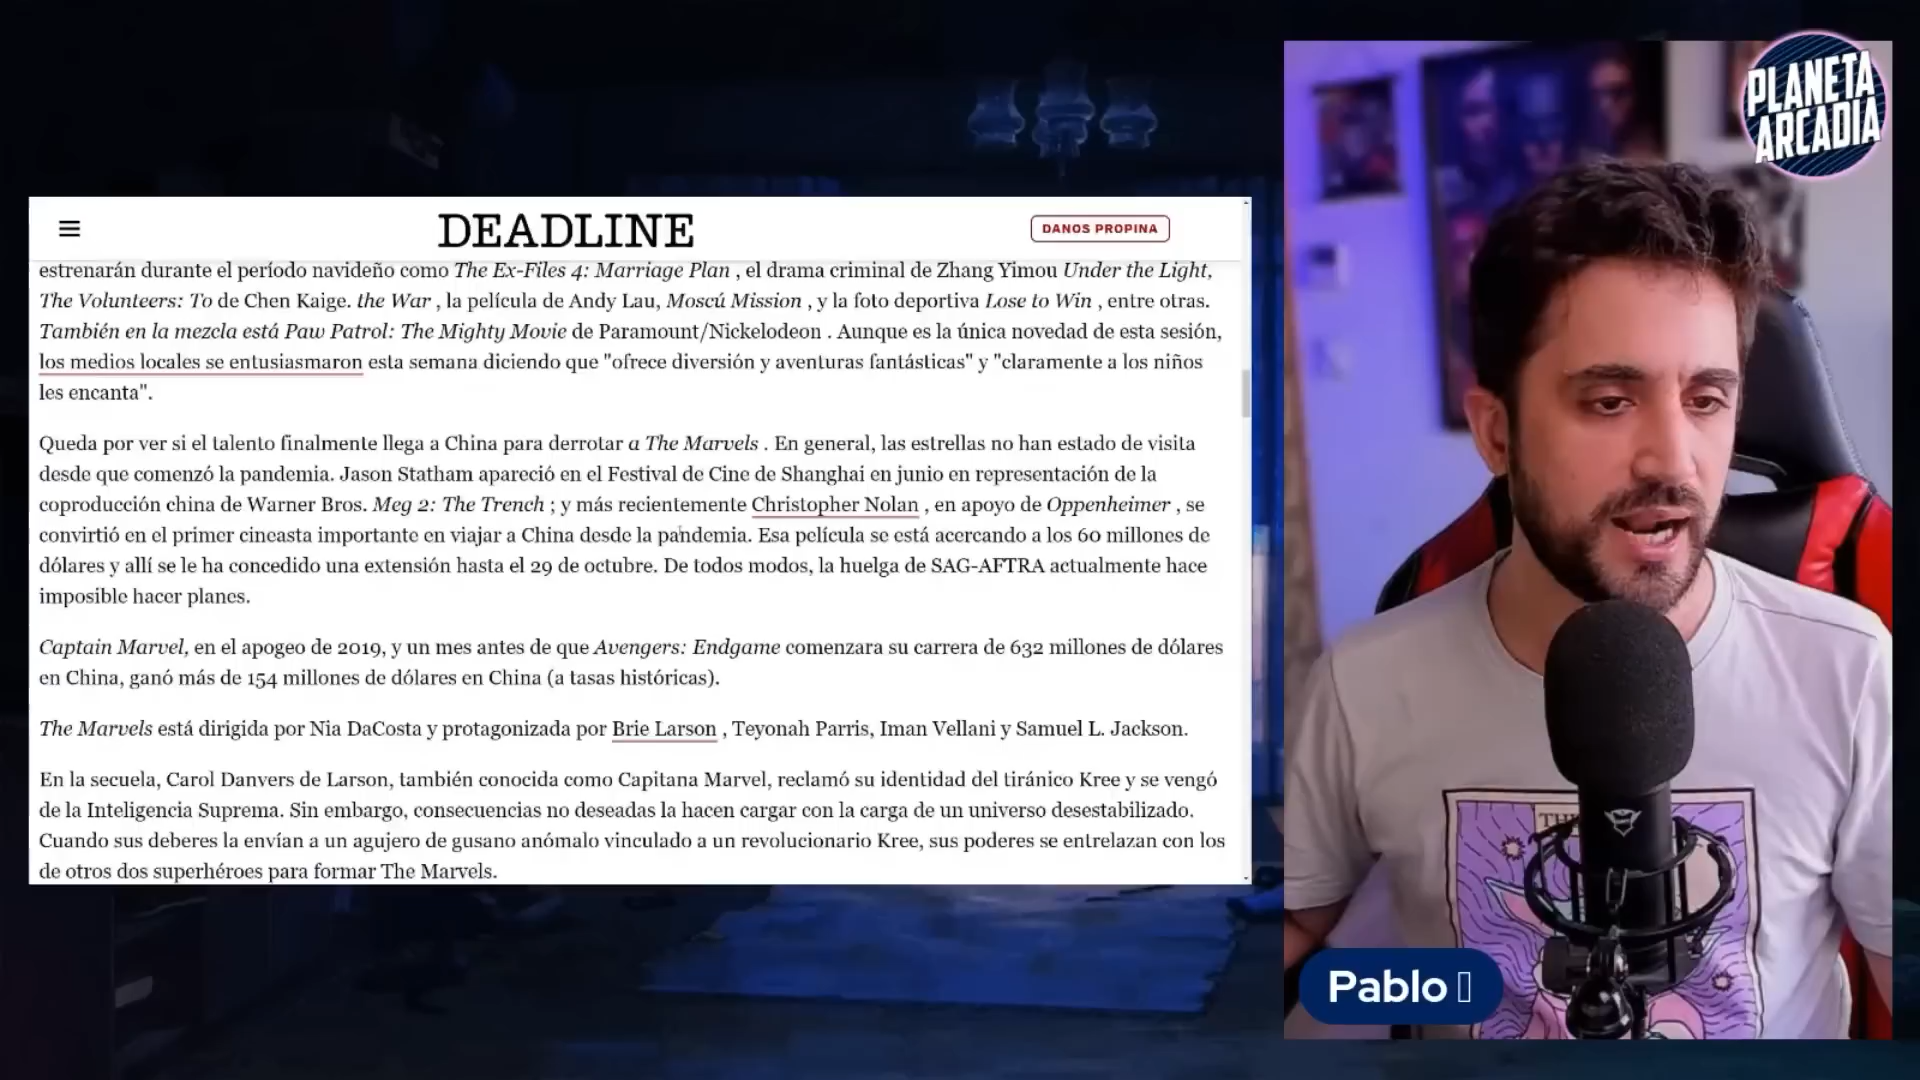 PLANETA
ARCADIA
DEADLINE
DANOS PROPINA
estrenarán durante el período navideño como The Ex-Files 4: Marriage Plan , el drama criminal de Zhang Yimou Under the Light,
The Volunteers: To de Chen Kaige. the War , la película de Andy Lau, Moscú Mission , y la foto deportiva Lose to Win , entre otras.
También en la mezcla está Paw Patrol: The Mighty Movie de Paramount/Nickelodeon . Aunque es la única novedad de esta sesión,
los medios locales se entusiasmaron esta semana diciendo que "ofrece diversión y aventuras fantásticas" y "claramente a los niños
les encanta".
Queda por ver si el talento finalmente llega a China para derrotar a The Marvels . En general, las estrellas no han estado de visita
desde que comenzó la pandemia. Jason Statham apareció en el Festival de Cine de Shanghai en junio en representación de la
coproducción china de Warner Bros. Meg 2: The Trench ; y más recientemente Christopher Nolan , en apoyo de Oppenheimer , se
convirtió en el primer cineasta importante en viajar a China desde la pandemia. Esa película se está acercando a los 60 millones de
dólares y allí se le ha concedido una extensión hasta el 29 de octubre. De todos modos, la huelga de SAG-AFTRA actualmente hace
imposible hacer planes.
Captain Marvel, en el apogeo de 2019, y un mes antes de que Avengers: Endgame comenzara su carrera de 632 millones de dólares
en China, ganó más de 154 millones de dólares en China (a tasas históricas).
The Marvels está dirigida por Nia DaCosta y protagonizada por Brie Larson , Teyonah Parris, Iman Vellani y Samuel L. Jackson.
En la secuela, Carol Danvers de Larson, también conocida como Capitana Marvel, reclamó su identidad del tiránico Kree y se vengó
de la Inteligencia Suprema. Sin embargo, consecuencias no deseadas la hacen cargar con la carga de un universo desestabilizado.
Cuando sus deberes la envían a un agujero de gusano anómalo vinculado a un revolucionario Kree, sus poderes se entrelazan con los
de otros dos superhéroes para formar The Marvels.
Pablo